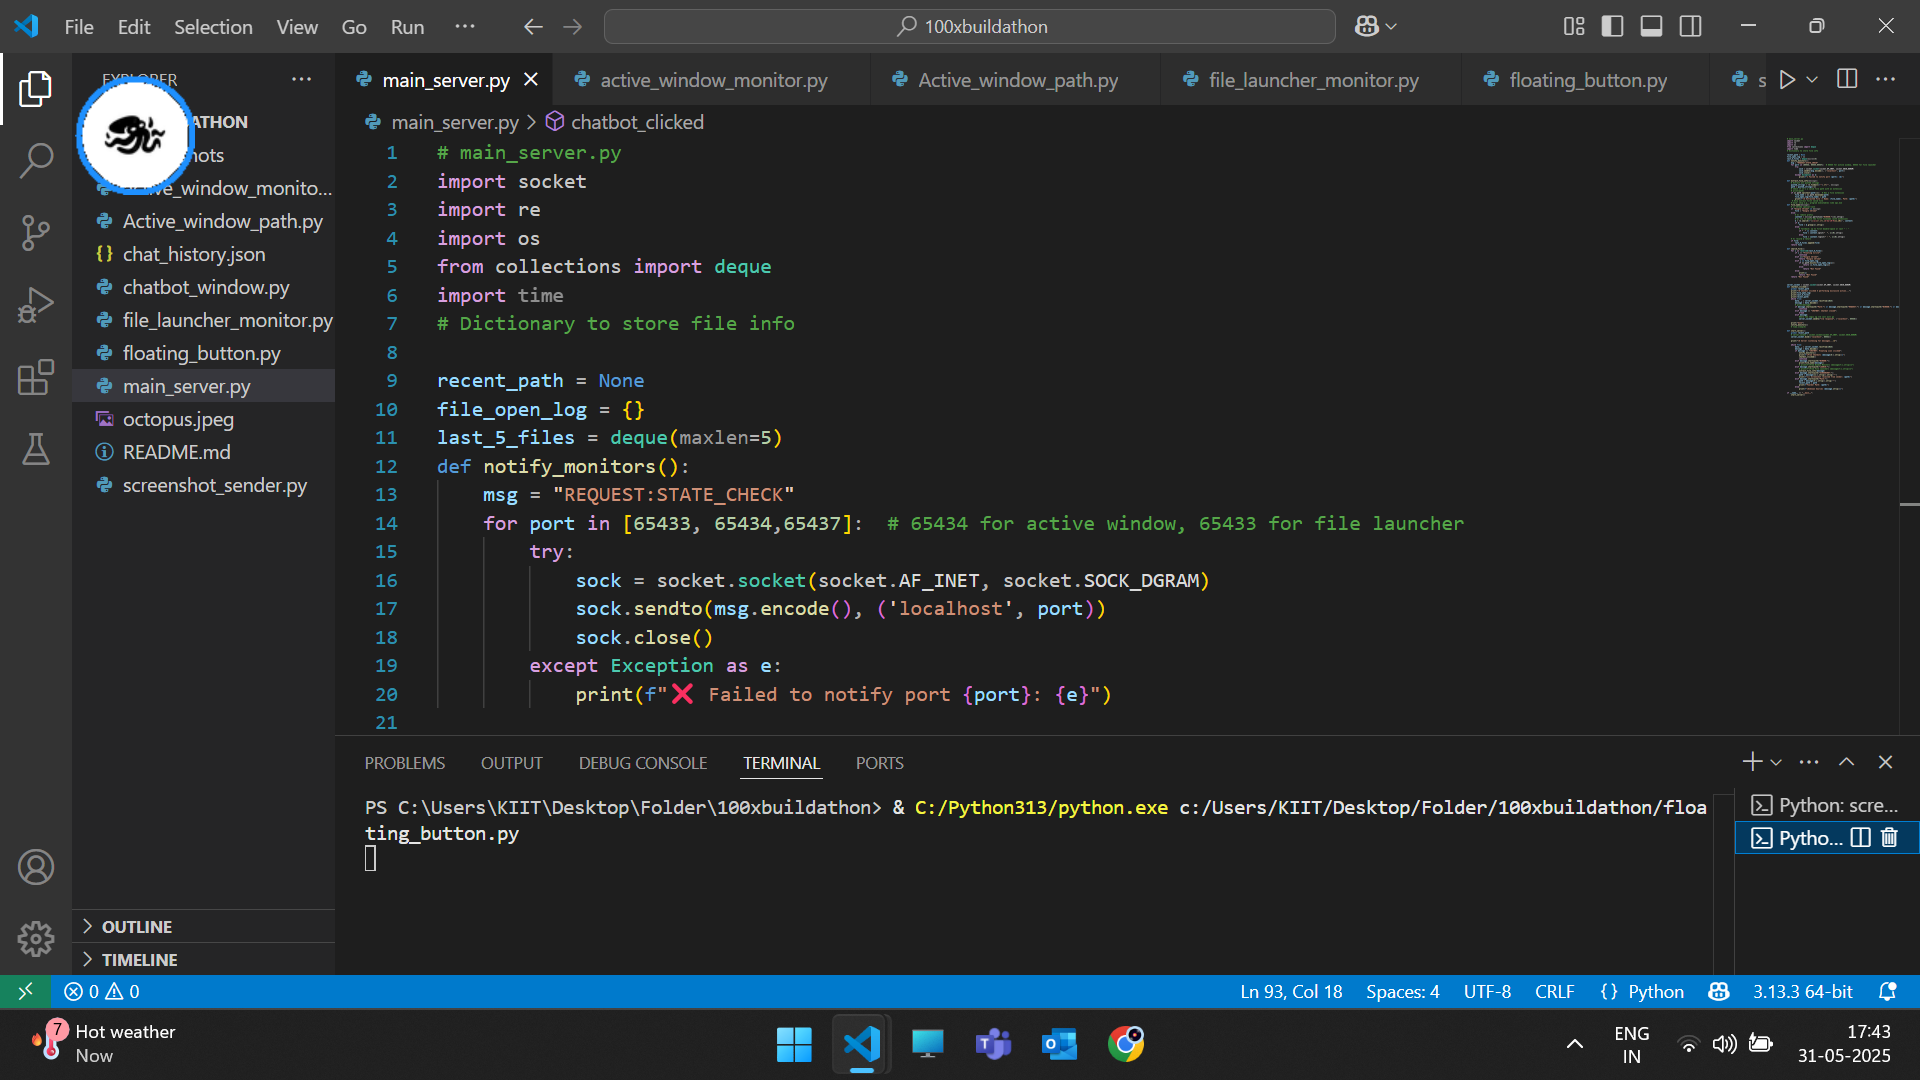 File Edit Selection View Go Run ···
100xbuildathon
EXPLORER
main_server.py
active_window_monitor.py
Active_window_path.py
file_launcher_monitor.py
floating_button.py
s
ATHON
hots
active_window_monito...
Active_window_path.py
chat_history.json
chatbot_window.py
file_launcher_monitor.py
floating_button.py
main_server.py
octopus.jpeg
README.md
screenshot_sender.py
OUTLINE
TIMELINE
main_server.py > chatbot_clicked
1 # main_server.py
2 import socket
3 import re
4 import os
5 from collections import deque
6 import time
7 # Dictionary to store file info
8
9 recent_path = None
10 file_open_log = {}
11 last_5_files = deque(maxlen=5)
12 def notify_monitors():
13 msg = "REQUEST:STATE_CHECK"
14 for port in [65433, 65434,65437]: # 65434 for active window, 65433 for file launcher
15 try:
16 sock = socket.socket(socket.AF_INET, socket.SOCK_DGRAM)
17 sock.sendto(msg.encode(), ('localhost', port))
18 sock.close()
19 except Exception as e:
20 print(f"❌ Failed to notify port {port}: {e}")
21
PROBLEMS OUTPUT DEBUG CONSOLE TERMINAL PORTS
PS C:\Users\KIIT\Desktop\Folder\100xbuildathon> & C:/Python313/python.exe c:/Users/KIIT/Desktop/Folder/100xbuildathon/floa
ting_button.py
Python: scre...
Pytho...
0 0
Ln 93, Col 18 Spaces: 4 UTF-8 CRLF {} Python 3.13.3 64-bit
7 Hot weather
Now
ENG
IN
17:43
31-05-2025